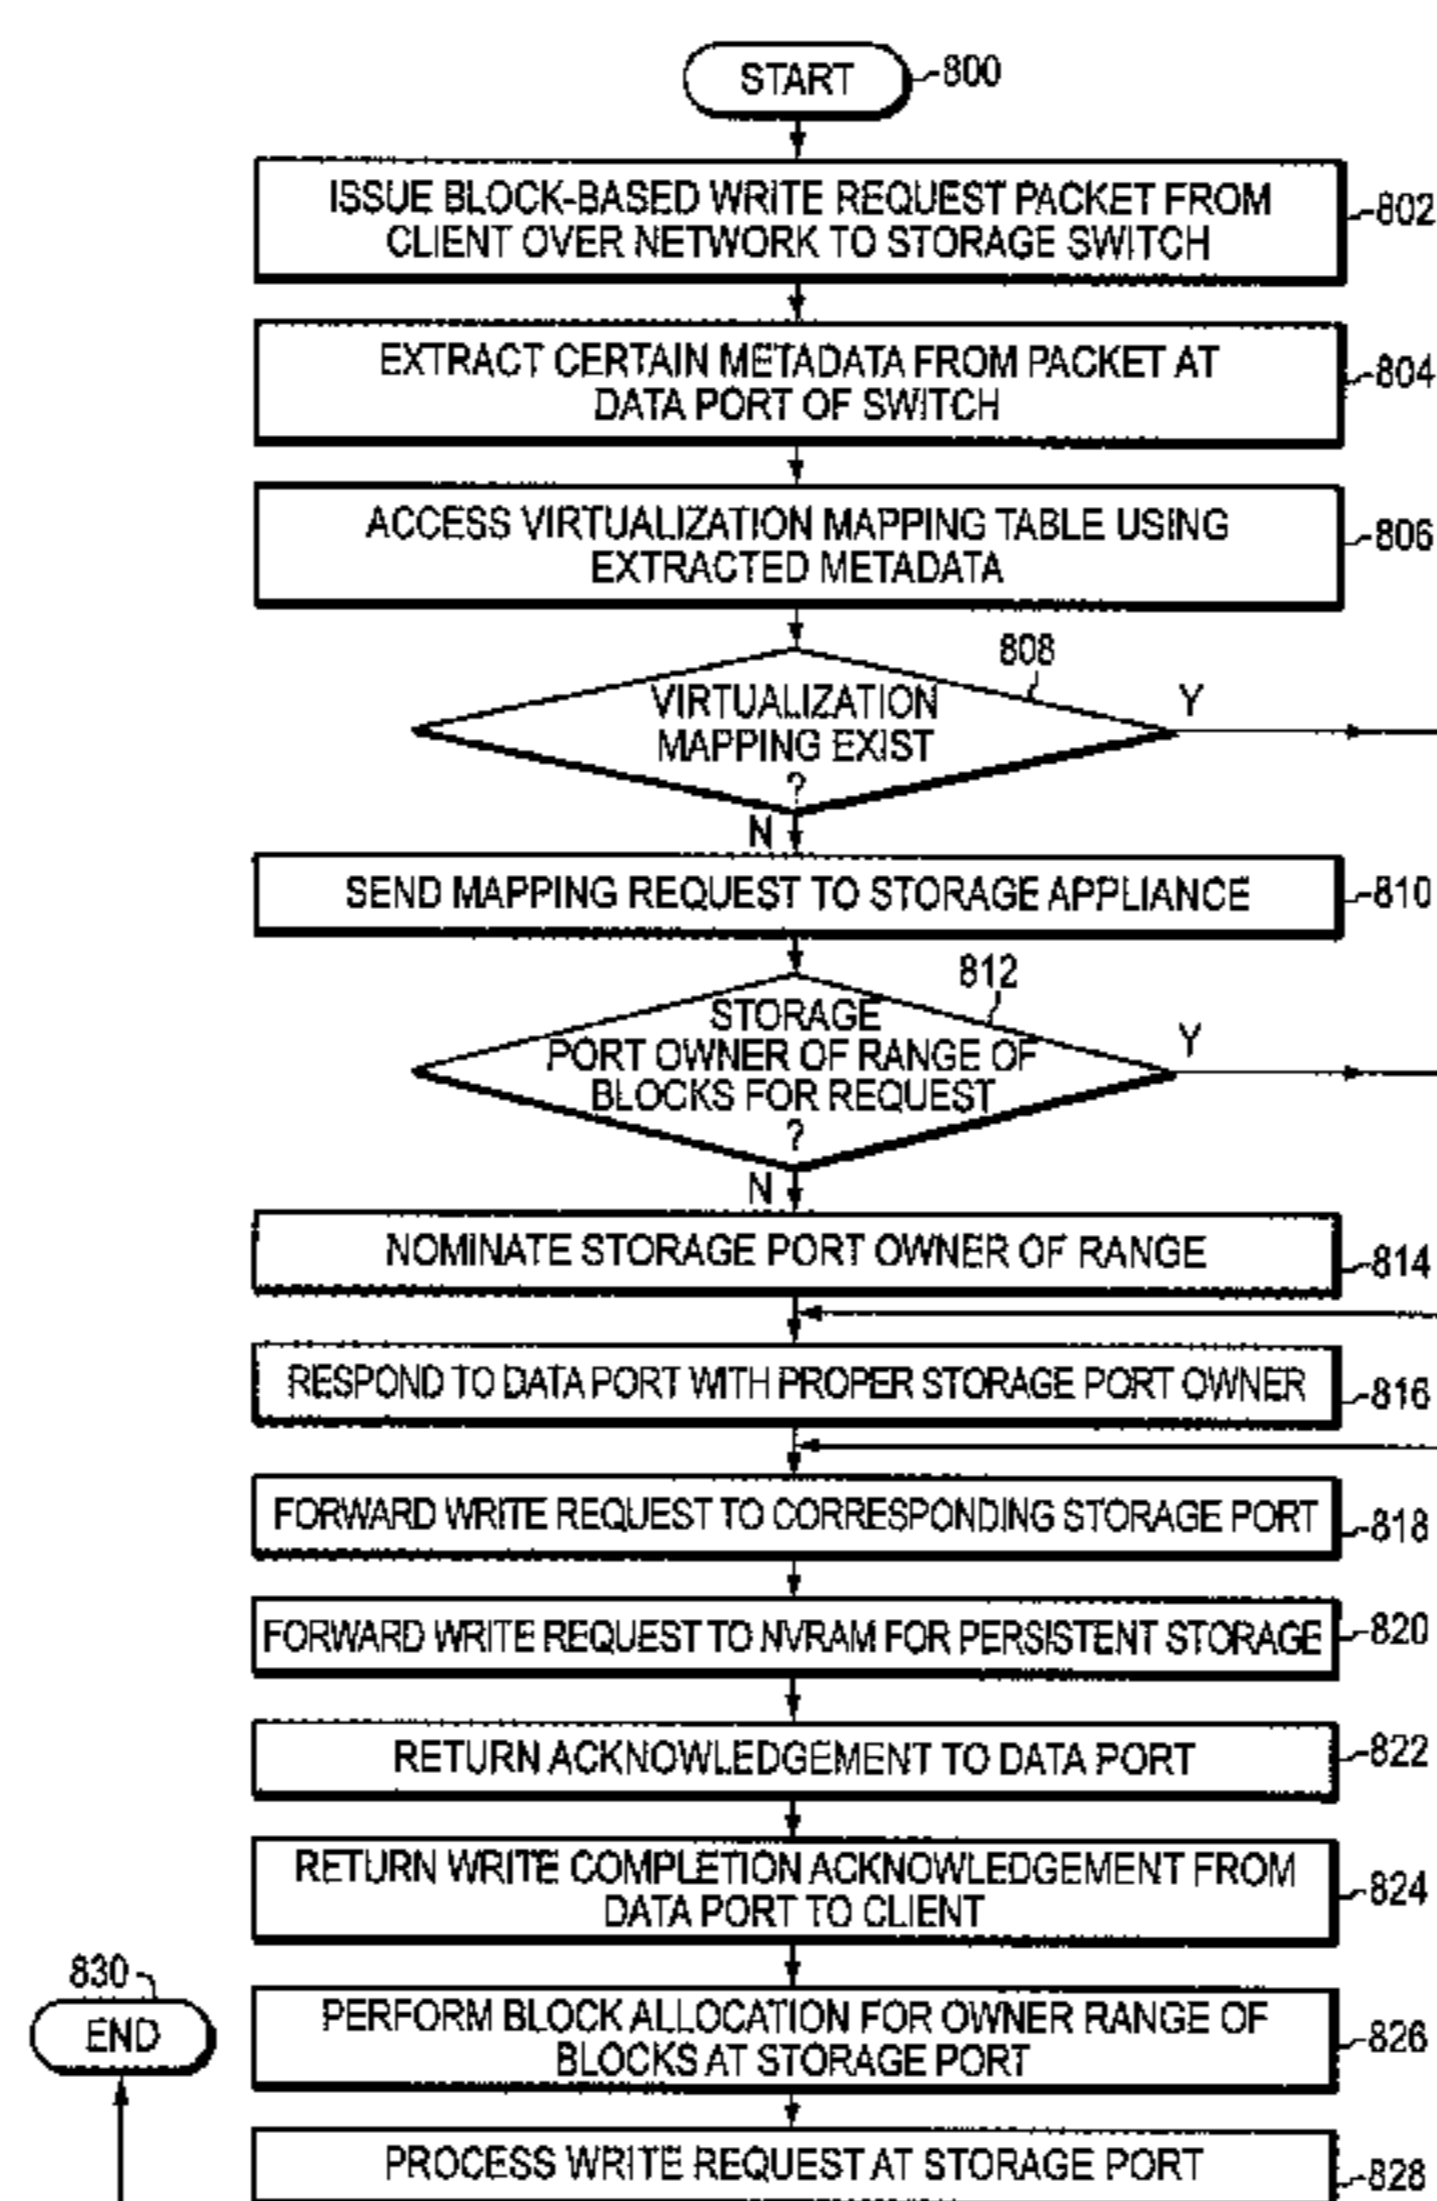 START
800
ISSUE BLOCK-BASED WRITE REQUEST PACKET FROM
CLIENT OVER NETWORK TO STORAGE SWITCH
802
EXTRACT CERTAIN METADATA FROM PACKET AT
DATA PORT OF SWITCH
804
ACCESS VIRTUALIZATION MAPPING TABLE USING
EXTRACTED METADATA
806
808
VIRTUALIZATION
MAPPING EXIST
?
Y
N
SEND MAPPING REQUEST TO STORAGE APPLIANCE
810
812
STORAGE
PORT OWNER OF RANGE OF
BLOCKS FOR REQUEST
?
Y
N
NOMINATE STORAGE PORT OWNER OF RANGE
814
RESPOND TO DATA PORT WITH PROPER STORAGE PORT OWNER
816
FORWARD WRITE REQUEST TO CORRESPONDING STORAGE PORT
818
FORWARD WRITE REQUEST TO NVRAM FOR PERSISTENT STORAGE
820
RETURN ACKNOWLEDGEMENT TO DATA PORT
822
RETURN WRITE COMPLETION ACKNOWLEDGEMENT FROM
DATA PORT TO CLIENT
824
830
END
PERFORM BLOCK ALLOCATION FOR OWNER RANGE OF
BLOCKS AT STORAGE PORT
826
PROCESS WRITE REQUEST AT STORAGE PORT
828